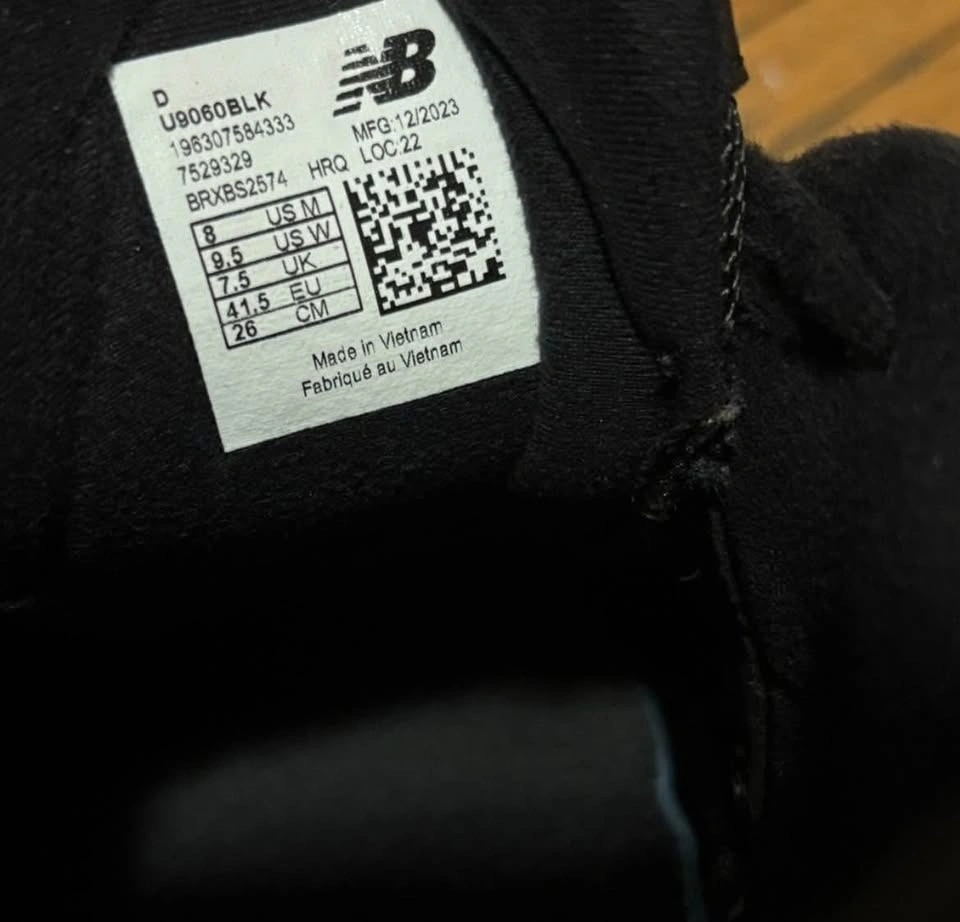 NB
D
U9060BLK
196307584333
7529329
BRXBS2574
HRQ
MFG:12/2023
LOC:22
8 US M
9.5 US W
7.5 UK
41.5 EU
26 CM
Made in Vietnam
Fabriqué au Vietnam